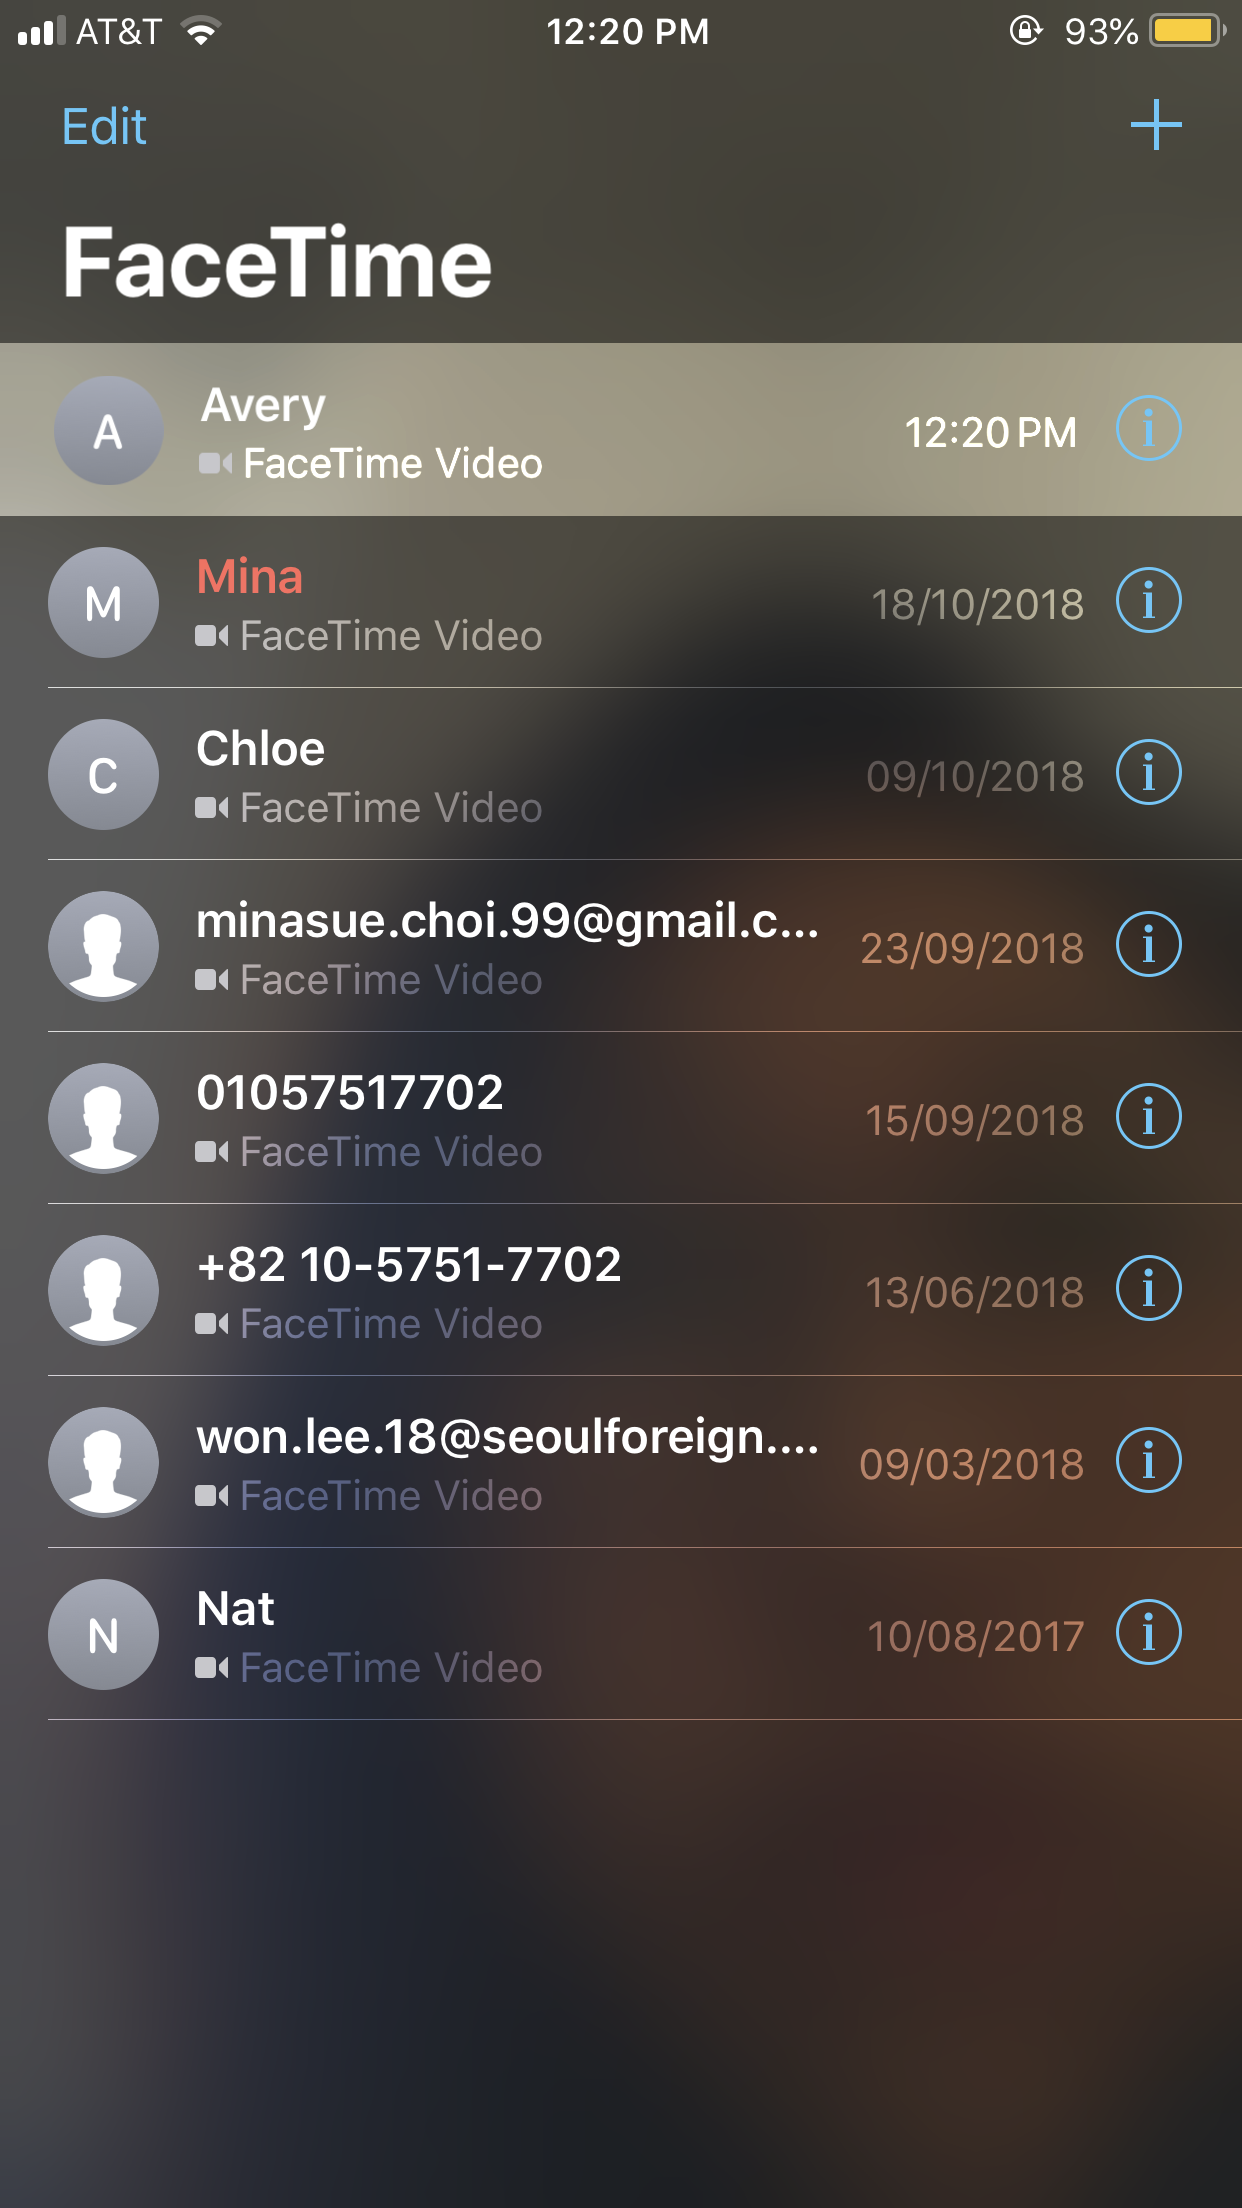 AT&T 12:20 PM 93%
Edit +
FaceTime
A Avery
FaceTime Video 12:20 PM i
M Mina
FaceTime Video 18/10/2018 i
C Chloe
FaceTime Video 09/10/2018 i
minasue.choi.99@gmail.c...
FaceTime Video 23/09/2018 i
01057517702
FaceTime Video 15/09/2018 i
+82 10-5751-7702
FaceTime Video 13/06/2018 i
won.lee.18@seoulforeign....
FaceTime Video 09/03/2018 i
N Nat
FaceTime Video 10/08/2017 i